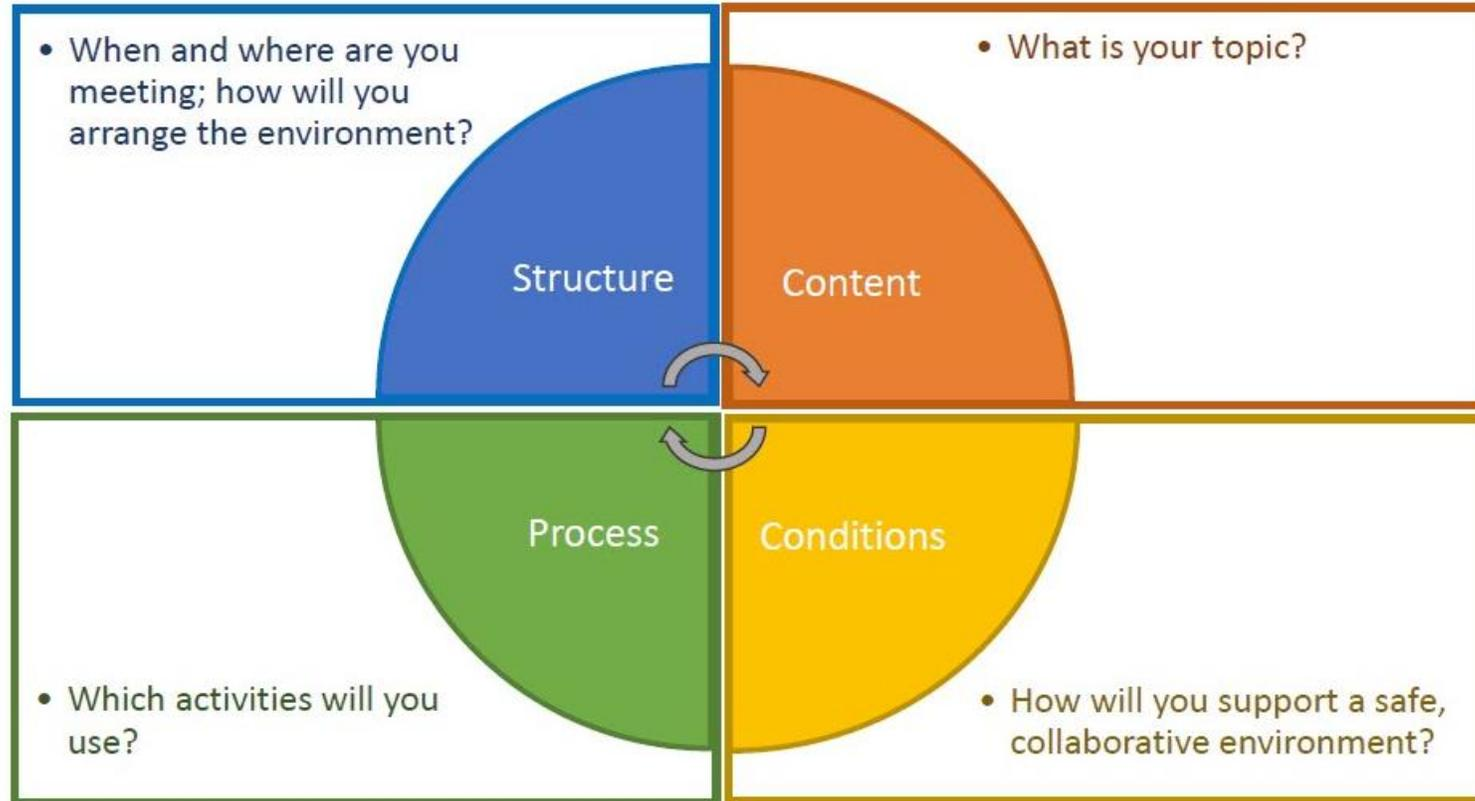 • When and where are you
meeting; how will you
arrange the environment?
Structure
• What is your topic?
Content
Process
• Which activities will you
use?
Conditions
• How will you support a safe,
collaborative environment?